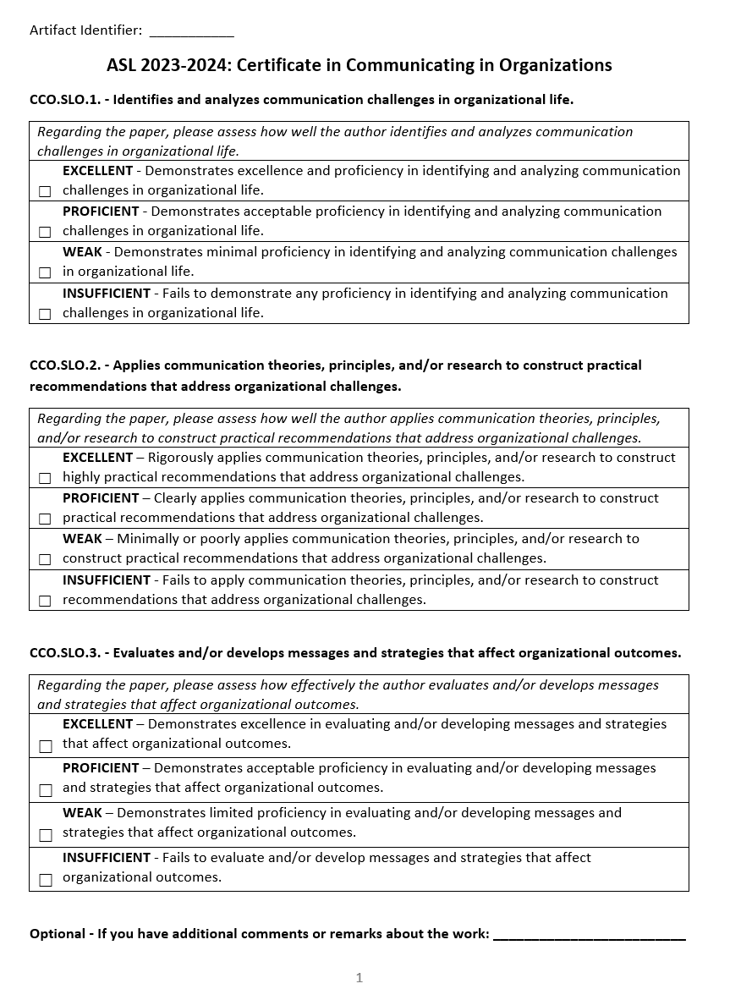 Artifact Identifier: ___________
ASL 2023-2024: Certificate in Communicating in Organizations
CCO.SLO.1. - Identifies and analyzes communication challenges in organizational life.
Regarding the paper, please assess how well the author identifies and analyzes communication
challenges in organizational life.
EXCELLENT - Demonstrates excellence and proficiency in identifying and analyzing communication
☐ challenges in organizational life.
PROFICIENT - Demonstrates acceptable proficiency in identifying and analyzing communication
☐ challenges in organizational life.
WEAK - Demonstrates minimal proficiency in identifying and analyzing communication challenges
☐ in organizational life.
INSUFFICIENT - Fails to demonstrate any proficiency in identifying and analyzing communication
☐ challenges in organizational life.
CCO.SLO.2. - Applies communication theories, principles, and/or research to construct practical
recommendations that address organizational challenges.
Regarding the paper, please assess how well the author applies communication theories, principles,
and/or research to construct practical recommendations that address organizational challenges.
EXCELLENT – Rigorously applies communication theories, principles, and/or research to construct
☐ highly practical recommendations that address organizational challenges.
PROFICIENT – Clearly applies communication theories, principles, and/or research to construct
☐ practical recommendations that address organizational challenges.
WEAK – Minimally or poorly applies communication theories, principles, and/or research to
☐ construct practical recommendations that address organizational challenges.
INSUFFICIENT - Fails to apply communication theories, principles, and/or research to construct
☐ recommendations that address organizational challenges.
CCO.SLO.3. - Evaluates and/or develops messages and strategies that affect organizational outcomes.
Regarding the paper, please assess how effectively the author evaluates and/or develops messages
and strategies that affect organizational outcomes.
EXCELLENT – Demonstrates excellence in evaluating and/or developing messages and strategies
☐ that affect organizational outcomes.
PROFICIENT – Demonstrates acceptable proficiency in evaluating and/or developing messages
☐ and strategies that affect organizational outcomes.
WEAK – Demonstrates limited proficiency in evaluating and/or developing messages and
☐ strategies that affect organizational outcomes.
INSUFFICIENT - Fails to evaluate and/or develop messages and strategies that affect
☐ organizational outcomes.
Optional - If you have additional comments or remarks about the work: _________________________
1